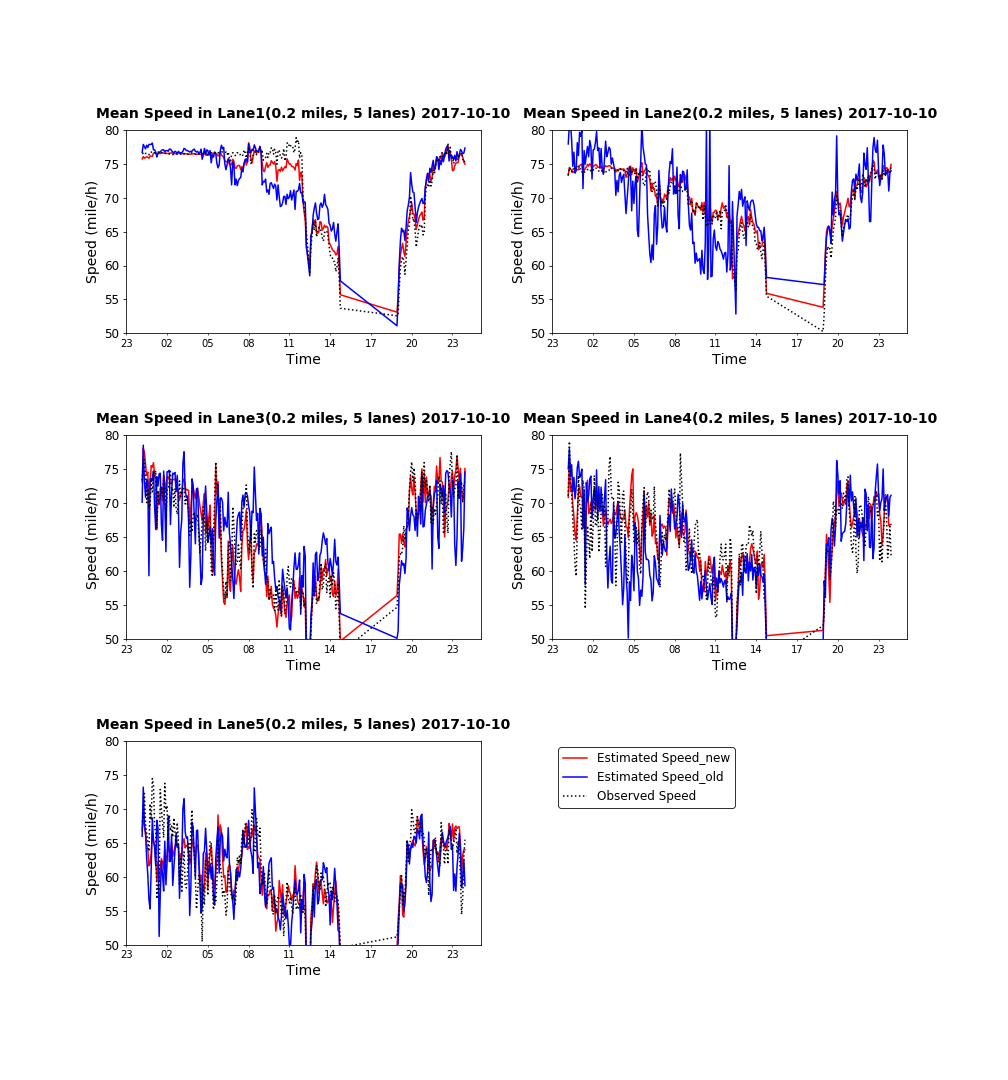 Mean Speed in Lane1(0.2 miles, 5 lanes) 2017-10-10
80
75
70
65
60
55
50
Speed (mile/h)
23 02 05 08 11 14 17 20 23
Time
Mean Speed in Lane2(0.2 miles, 5 lanes) 2017-10-10
80
75
70
65
60
55
50
Speed (mile/h)
23 02 05 08 11 14 17 20 23
Time
Mean Speed in Lane3(0.2 miles, 5 lanes) 2017-10-10
80
75
70
65
60
55
50
Speed (mile/h)
23 02 05 08 11 14 17 20 23
Time
Mean Speed in Lane4(0.2 miles, 5 lanes) 2017-10-10
80
75
70
65
60
55
50
Speed (mile/h)
23 02 05 08 11 14 17 20 23
Time
Mean Speed in Lane5(0.2 miles, 5 lanes) 2017-10-10
80
75
70
65
60
55
50
Speed (mile/h)
23 02 05 08 11 14 17 20 23
Time
Estimated Speed_new
Estimated Speed_old
Observed Speed